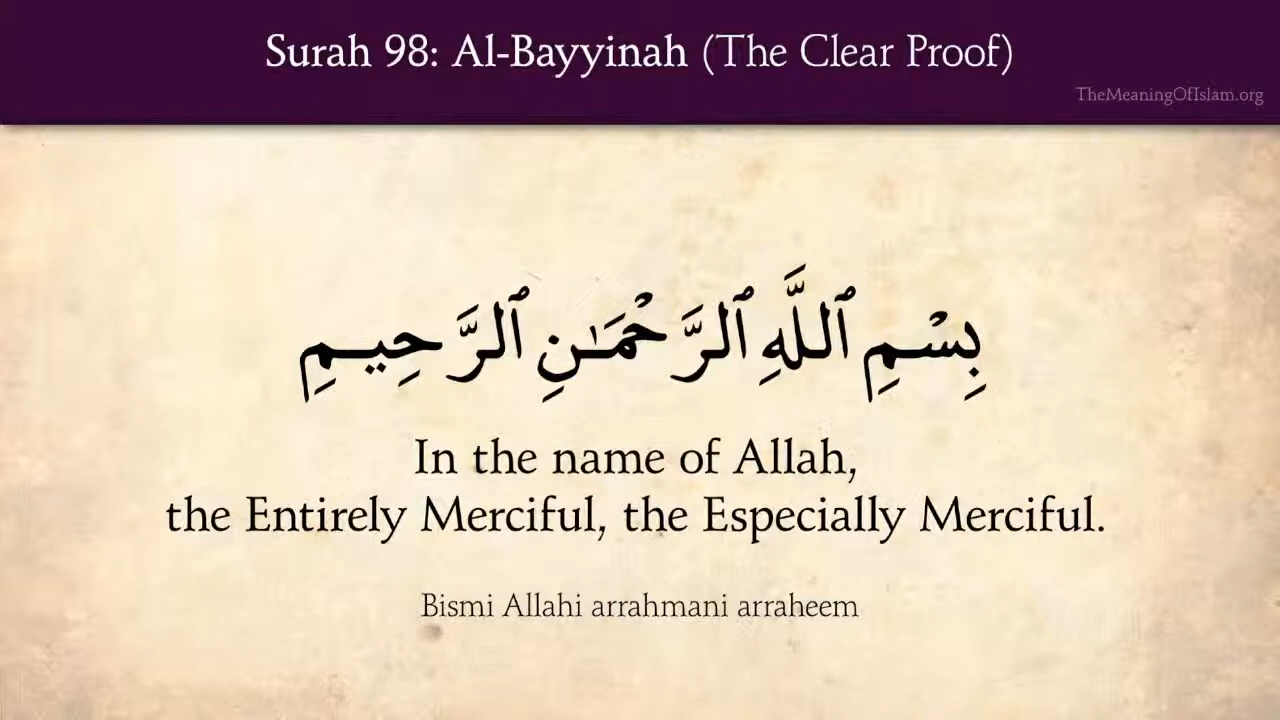 Surah 98: Al-Bayyinah (The Clear Proof)
TheMeaningOfIslam.org
بِسْمِ ٱللَّهِ ٱلرَّحْمَـٰنِ ٱلرَّحِيمِ
In the name of Allah,
the Entirely Merciful, the Especially Merciful.
Bismi Allahi arrahmani arraheem